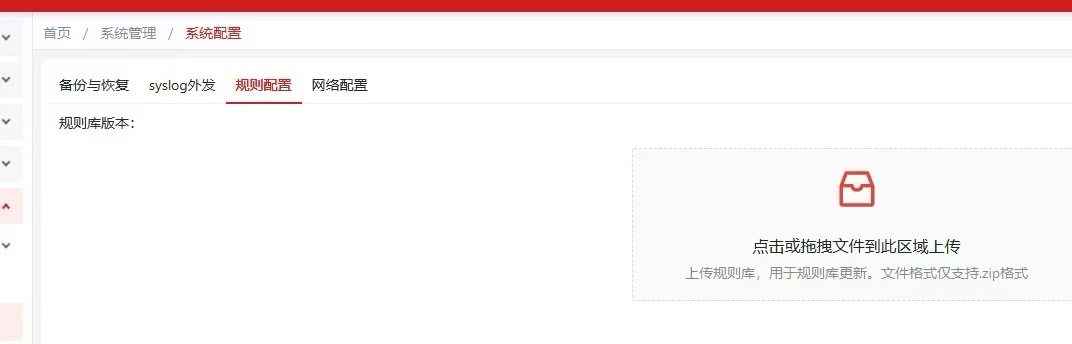 首页 / 系统管理 / 系统配置
备份与恢复 syslog外发 规则配置 网络配置
规则库版本：
点击或拖拽文件到此区域上传
上传规则库，用于规则库更新。文件格式仅支持.zip格式